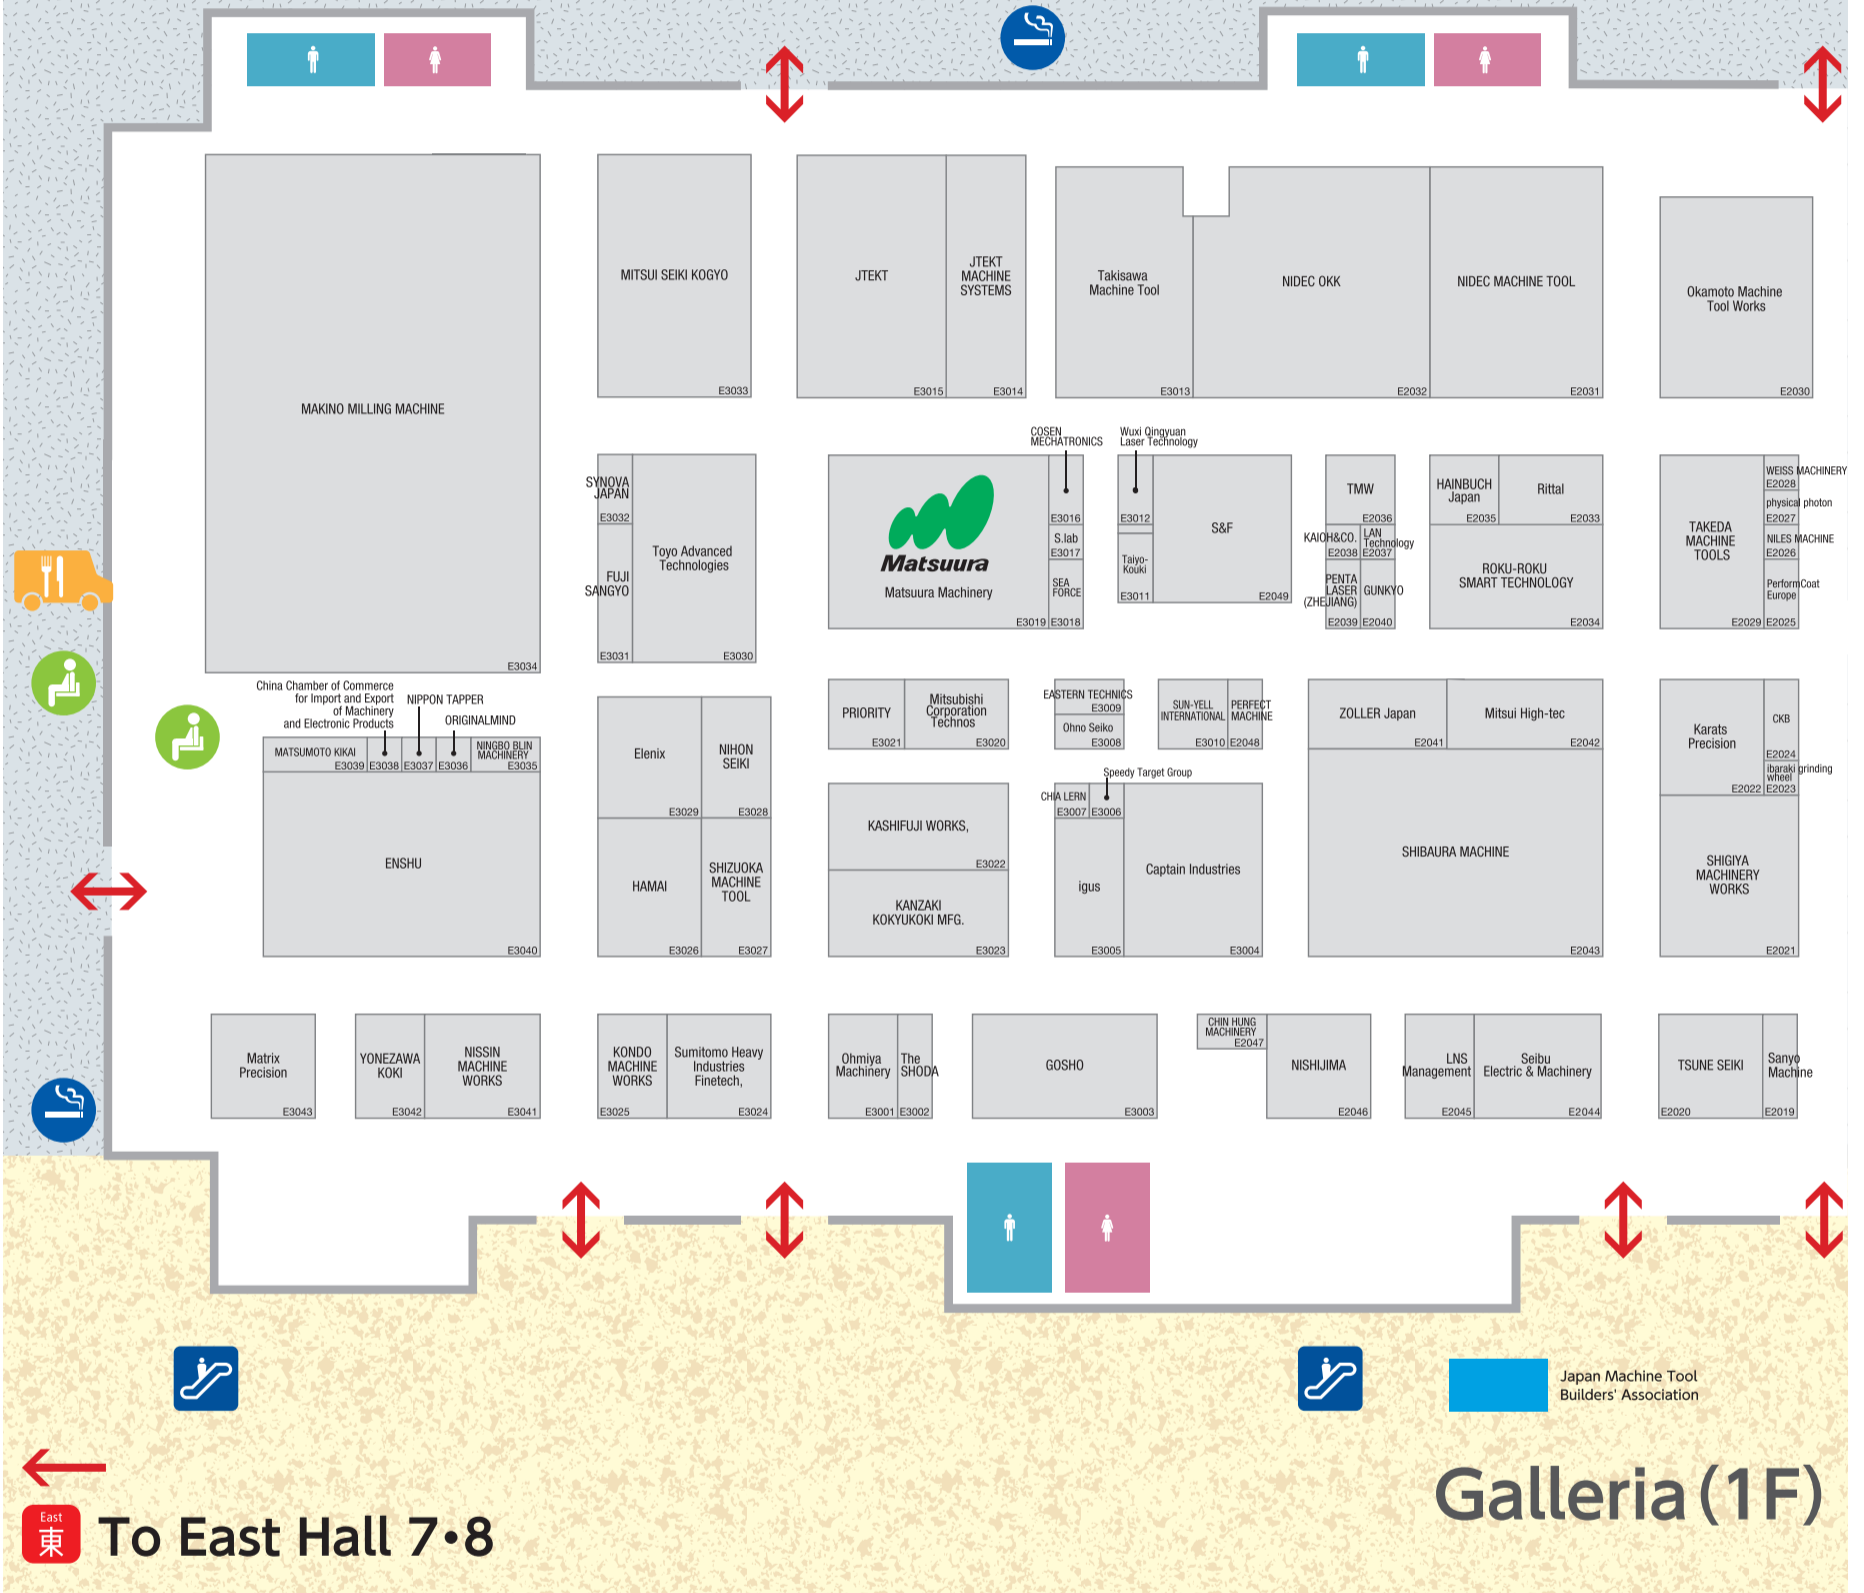 MAKINO MILLING MACHINE
E3034
MITSUI SEIKI KOGYO
E3033
JTEKT
E3015
JTEKT
MACHINE
SYSTEMS
E3014
Takisawa
Machine Tool
E3013
NIDEC OKK
E2032
NIDEC MACHINE TOOL
E2031
Okamoto Machine
Tool Works
E2030
SYNOVA
JAPAN
E3032
FUJI
SANGYO
E3031
Toyo Advanced
Technologies
E3030
Matsuura
Matsuura Machinery
E3019
COSEN
MECHATRONICS
E3016
S.lab
E3017
SEA
FORCE
E3018
Wuxi Qingyuan
Laser Technology
E3012
Taiyo-
Kouki
E3011
S&F
E2049
TMW
E2036
KAIOH&CO.
E2038
LAN
Technology
E2037
PENTA
LASER
(ZHEJIANG)
E2039
GUNKYO
E2040
HAINBUCH
Japan
E2035
Rittal
E2033
ROKU-ROKU
SMART TECHNOLOGY
E2034
TAKEDA
MACHINE
TOOLS
E2029
WEISS MACHINERY
E2028
physical photon
E2027
NILES MACHINE
E2026
PerformCoat
Europe
E2025
China Chamber of Commerce
for Import and Export
of Machinery
and Electronic Products
NIPPON TAPPER
ORIGINALMIND
MATSUMOTO KIKAI
E3039
E3038
E3037
E3036
NINGBO BLIN
MACHINERY
E3035
ENSHU
E3040
Elenix
E3029
NIHON
SEIKI
E3028
HAMAI
E3026
SHIZUOKA
MACHINE
TOOL
E3027
PRIORITY
E3021
Mitsubishi
Corporation
Technos
E3020
KASHIFUJI WORKS,
E3022
KANZAKI
KOKYUKOKI MFG.
E3023
EASTERN TECHNICS
E3009
Ohno Seiko
E3008
SUN-YELL
INTERNATIONAL
E3010
PERFECT
MACHINE
E2048
Speedy Target Group
CHIA LERN
E3007
E3006
igus
E3005
Captain Industries
E3004
ZOLLER Japan
E2041
Mitsui High-tec
E2042
SHIBAURA MACHINE
E2043
Karats
Precision
E2022
CKB
E2024
ibaraki grinding
wheel
E2023
SHIGIYA
MACHINERY
WORKS
E2021
Matrix
Precision
E3043
YONEZAWA
KOKI
E3042
NISSIN
MACHINE
WORKS
E3041
KONDO
MACHINE
WORKS
E3025
Sumitomo Heavy
Industries
Finetech,
E3024
Ohmiya
Machinery
E3001
The
SHODA
E3002
GOSHO
E3003
CHIN HUNG
MACHINERY
E2047
NISHIJIMA
E2046
LNS
Management
E2045
Seibu
Electric & Machinery
E2044
TSUNE SEIKI
E2020
Sanyo
Machine
E2019
Japan Machine Tool
Builders' Association
Galleria (1F)
East
東
To East Hall 7•8